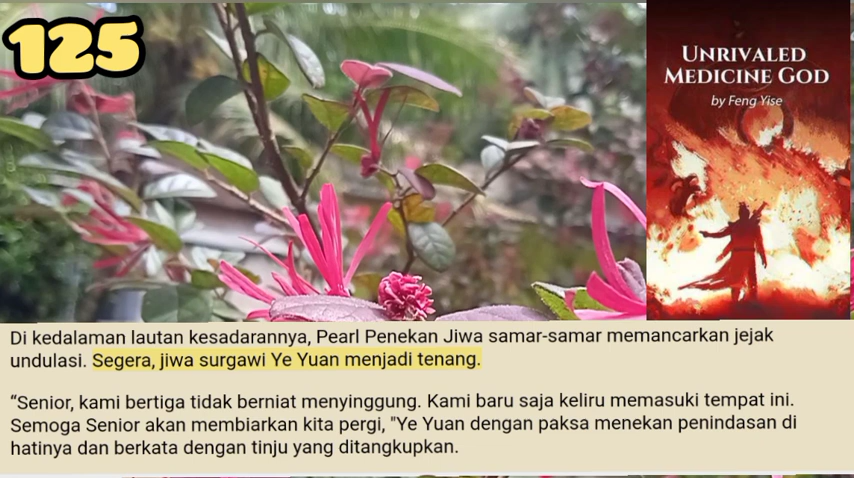 125
UNRIVALED
MEDICINE GOD
by Feng Yise
Di kedalaman lautan kesadarannya, Pearl Penekan Jiwa samar-samar memancarkan jejak
undulasi. Segera, jiwa surgawi Ye Yuan menjadi tenang.
“Senior, kami bertiga tidak berniat menyinggung. Kami baru saja keliru memasuki tempat ini.
Semoga Senior akan membiarkan kita pergi, "Ye Yuan dengan paksa menekan penindasan di
hatinya dan berkata dengan tinju yang ditangkupkan.